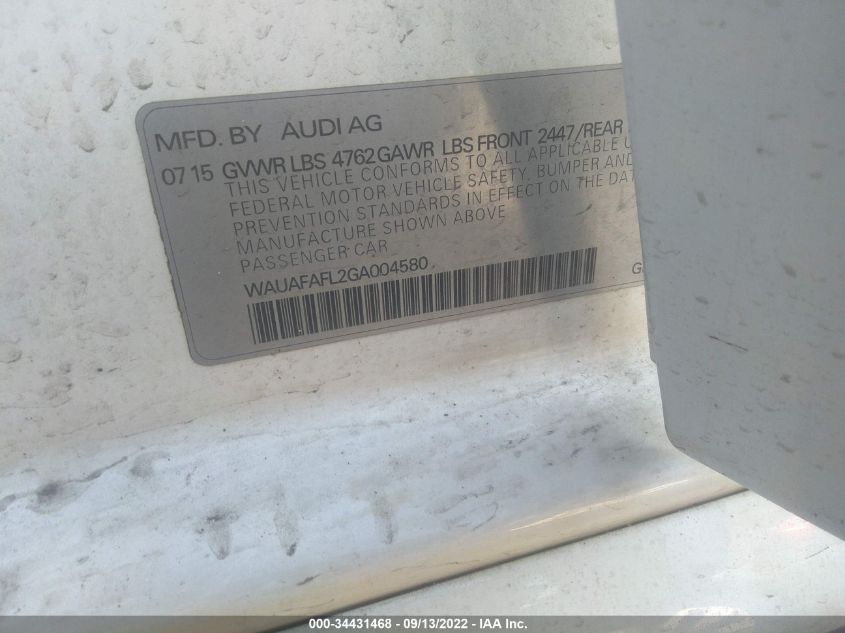 MFD. BY AUDI AG
07 15 GVWR LBS 4762 GAWR LBS FRONT 2447/REAR
THIS VEHICLE CONFORMS TO ALL APPLICABLE U
FEDERAL MOTOR VEHICLE SAFETY, BUMPER AND
PREVENTION STANDARDS IN EFFECT ON THE DAT
MANUFACTURE SHOWN ABOVE
PASSENGER CAR
WAUAFAFL2GA004580
G
000-34431468 - 09/13/2022 - IAA Inc.